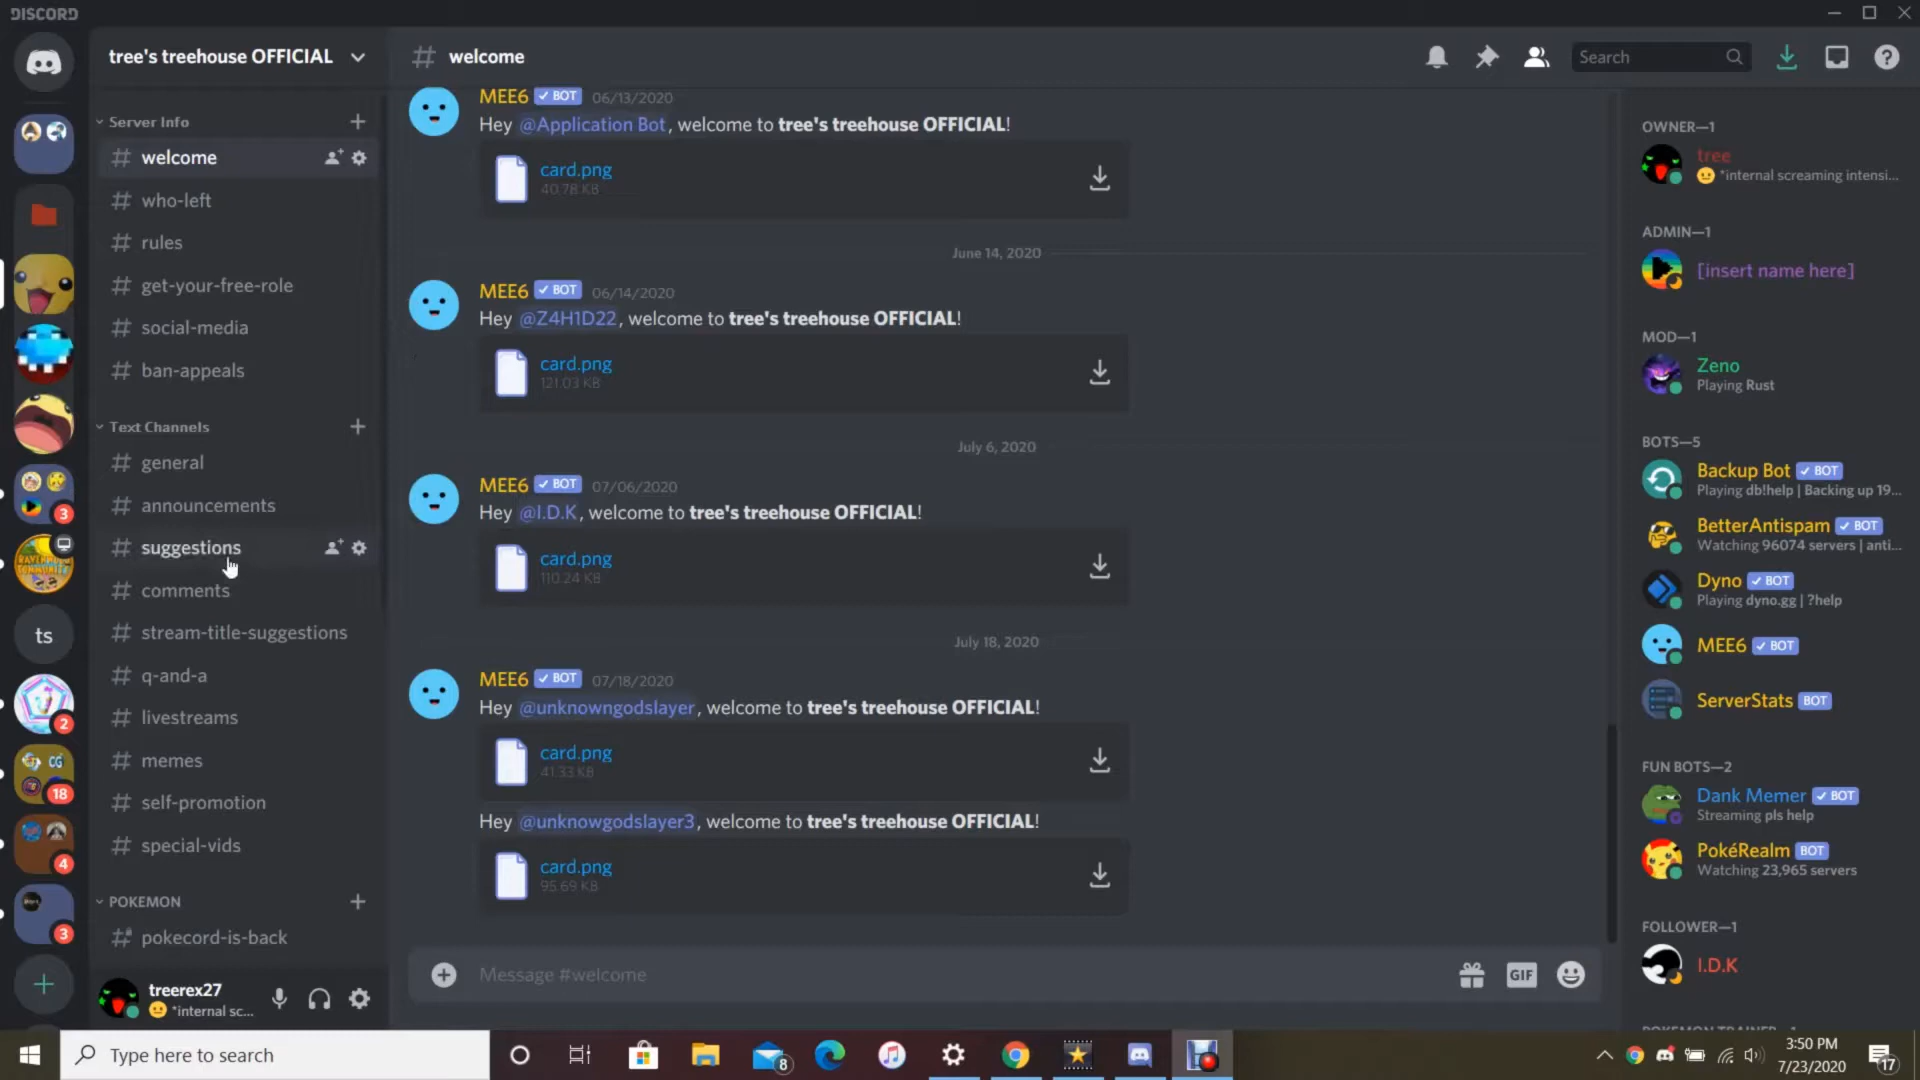 DISCORD
tree's treehouse OFFICIAL
# welcome
Search
Server Info
# welcome
# who-left
# rules
# get-your-free-role
# social-media
# ban-appeals
Text Channels
# general
# announcements
# suggestions
# comments
# stream-title-suggestions
# q-and-a
# livestreams
# memes
# self-promotion
# special-vids
POKEMON
# pokecord-is-back
treerex27
*internal sc...
3
ts
2
CG
18
4
3
MEE6 BOT 06/13/2020
Hey @Application Bot, welcome to tree's treehouse OFFICIAL!
card.png
40.78 KB
June 14, 2020
MEE6 BOT 06/14/2020
Hey @Z4H1D22, welcome to tree's treehouse OFFICIAL!
card.png
121.03 KB
July 6, 2020
MEE6 BOT 07/06/2020
Hey @I.D.K, welcome to tree's treehouse OFFICIAL!
card.png
110.24 KB
July 18, 2020
MEE6 BOT 07/18/2020
Hey @unknowngodslayer, welcome to tree's treehouse OFFICIAL!
card.png
41.33 KB
Hey @unknowgodslayer3, welcome to tree's treehouse OFFICIAL!
card.png
95.69 KB
Message #welcome
GIF
OWNER—1
tree
*internal screaming intensi...
ADMIN—1
[insert name here]
MOD—1
Zeno
Playing Rust
BOTS—5
Backup Bot BOT
Playing db!help | Backing up 19...
BetterAntispam BOT
Watching 96074 servers | anti...
Dyno BOT
Playing dyno.gg | ?help
MEE6 BOT
ServerStats BOT
FUN BOTS—2
Dank Memer BOT
Streaming pls help
PokéRealm BOT
Watching 23,965 servers
FOLLOWER—1
I.D.K
Type here to search
8
3:50 PM
7/23/2020
17